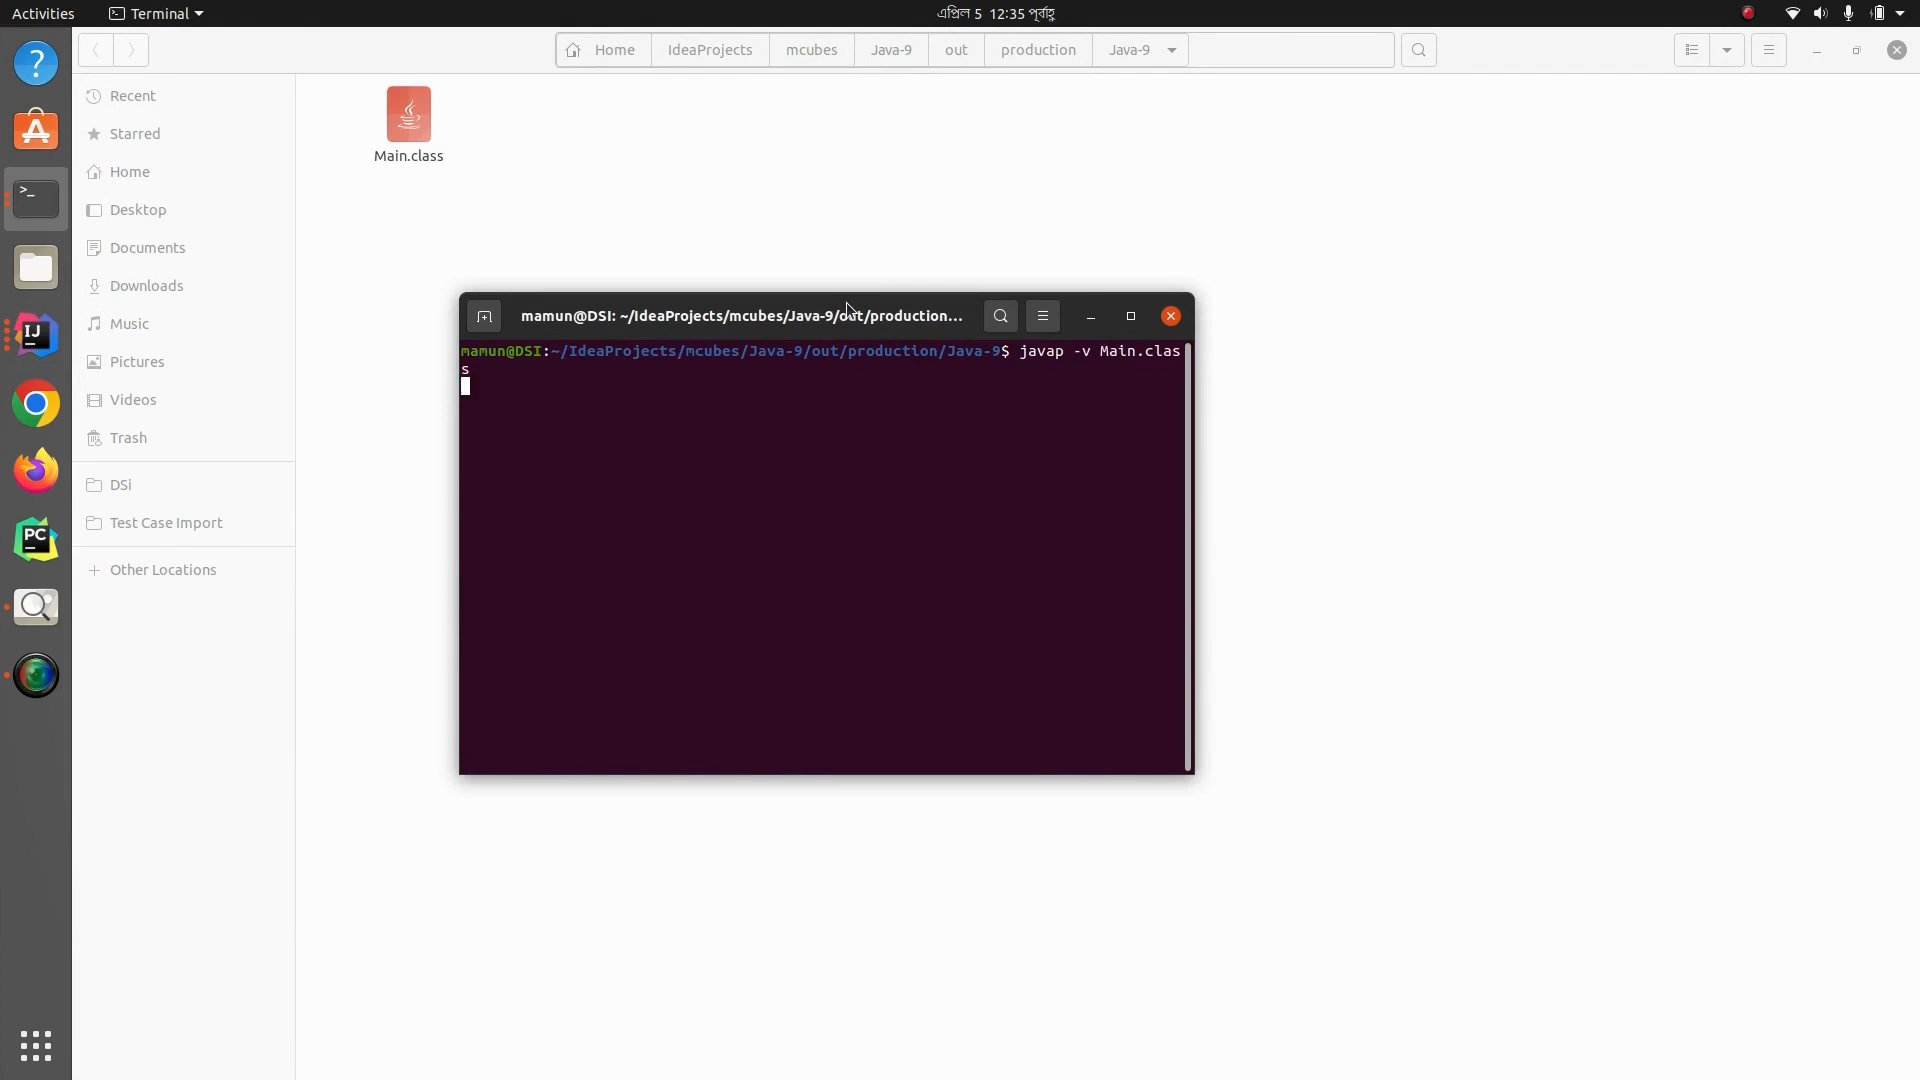 Activities
Terminal
এপ্রিল 5 12:35 পূর্বাহ্ণ
Home
IdeaProjects
mcubes
Java-9
out
production
Java-9
Recent
Starred
Home
Desktop
Documents
Downloads
Music
Pictures
Videos
Trash
DSi
Test Case Import
Other Locations
Main.class
mamun@DSI: ~/IdeaProjects/mcubes/Java-9/out/production...
mamun@DSI:~/IdeaProjects/mcubes/Java-9/out/production/Java-9$ javap -v Main.clas
s
IJ
PC